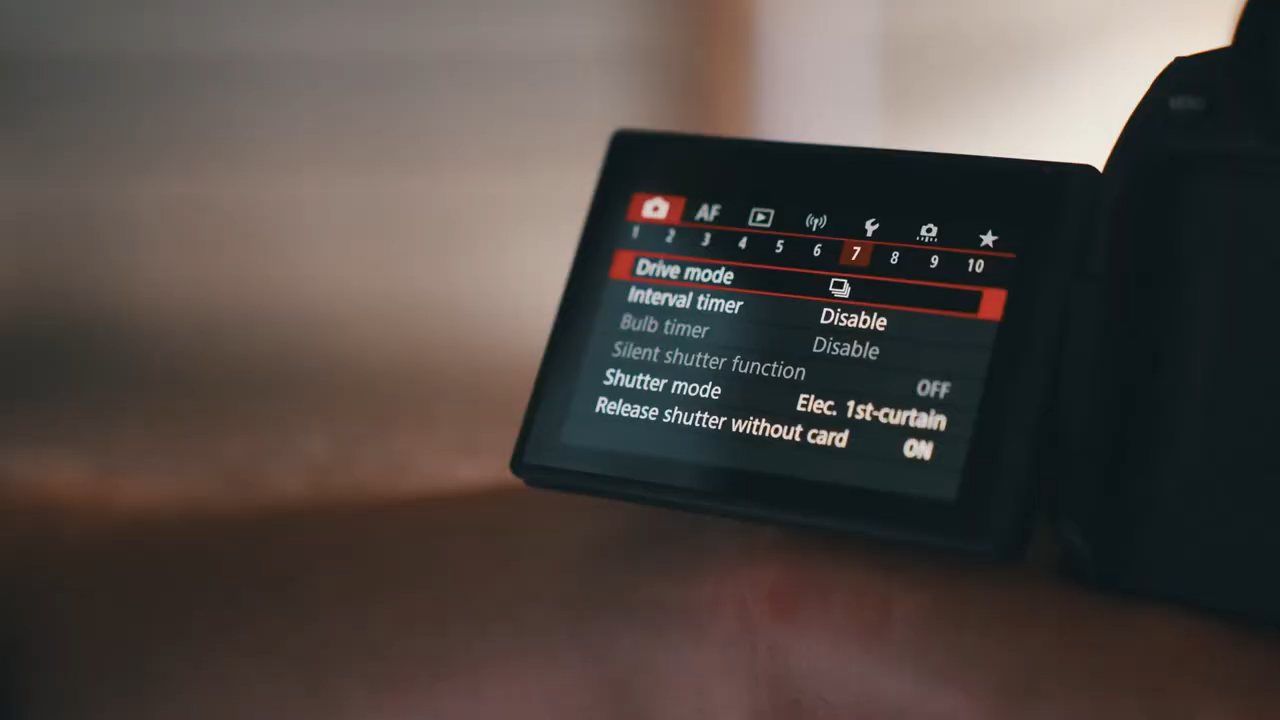 AF
1 2 3 4 5 6 7 8 9 10
Drive mode
Interval timer Disable
Bulb timer Disable
Silent shutter function OFF
Shutter mode Elec. 1st-curtain
Release shutter without card ON